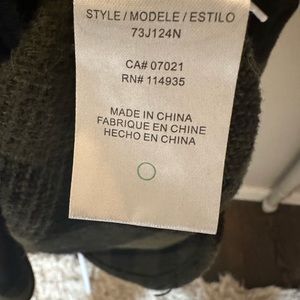 STYLE / MODELE / ESTILO
73J124N
CA# 07021
RN# 114935
MADE IN CHINA
FABRIQUE EN CHINE
HECHO EN CHINA